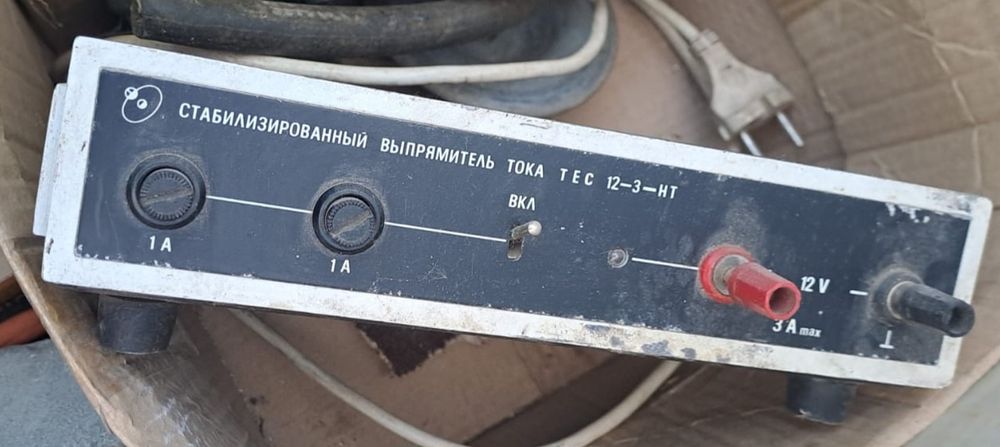 СТАБИЛИЗИРОВАННЫЙ ВЫПРЯМИТЕЛЬ ТОКА ТЕС 12-3-НТ
ВКЛ
1 А
1 А
12 V
3 A max